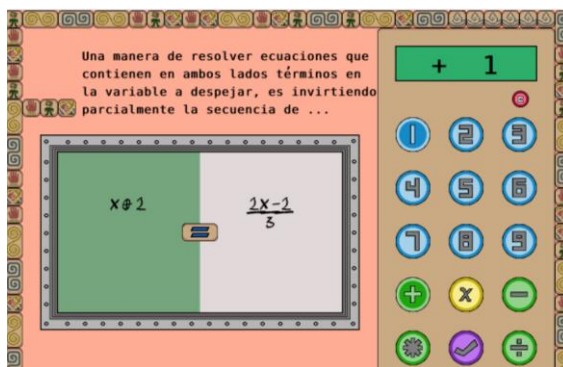 Una manera de resolver ecuaciones que
contienen en ambos lados términos en
la variable a despejar, es invirtiendo
parcialmente la secuencia de ...
+ 1
c
1 2 3
4 5 6
7 8 9
+ x −
* ÷
=
2x-2
3